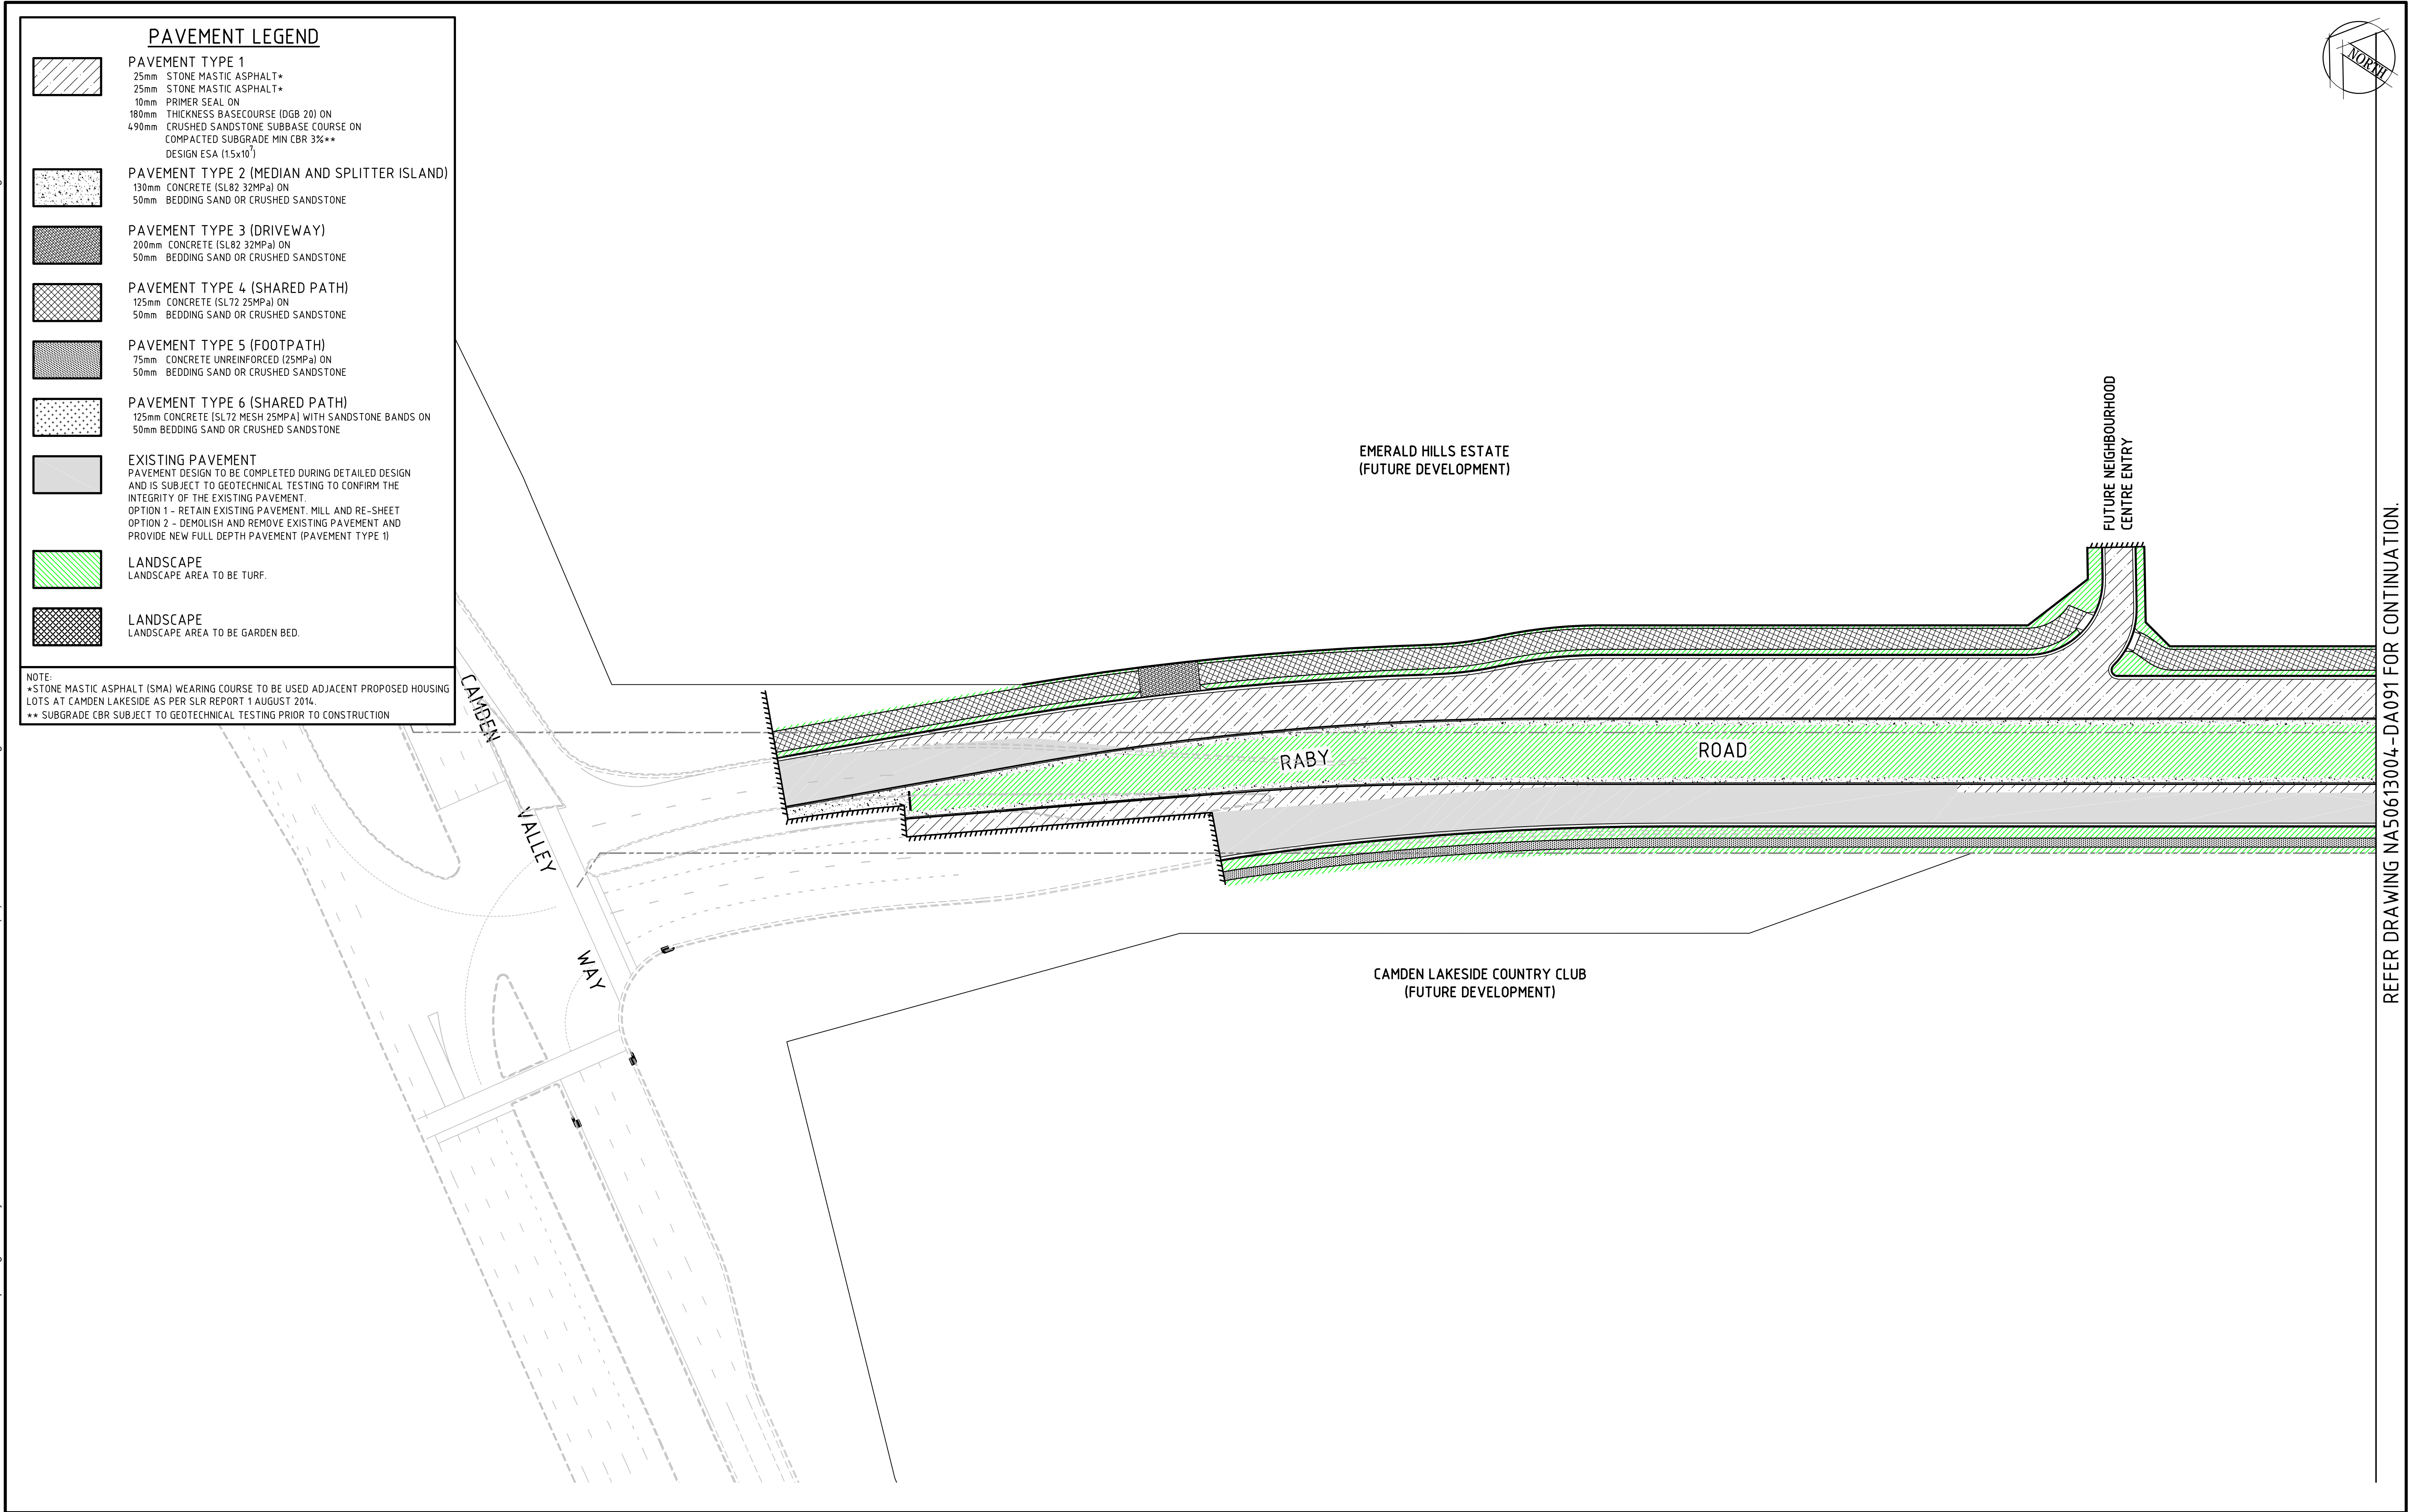 PAVEMENT LEGEND
PAVEMENT TYPE 1
25mm STONE MASTIC ASPHALT*
25mm STONE MASTIC ASPHALT*
10mm PRIMER SEAL ON
180mm THICKNESS BASECOURSE (DGB 20) ON
490mm CRUSHED SANDSTONE SUBBASE COURSE ON
COMPACTED SUBGRADE MIN CBR 3%**
DESIGN ESA (1.5x10⁷)
PAVEMENT TYPE 2 (MEDIAN AND SPLITTER ISLAND)
130mm CONCRETE (SL82 32MPa) ON
50mm BEDDING SAND OR CRUSHED SANDSTONE
PAVEMENT TYPE 3 (DRIVEWAY)
200mm CONCRETE (SL82 32MPa) ON
50mm BEDDING SAND OR CRUSHED SANDSTONE
PAVEMENT TYPE 4 (SHARED PATH)
125mm CONCRETE (SL72 25MPa) ON
50mm BEDDING SAND OR CRUSHED SANDSTONE
PAVEMENT TYPE 5 (FOOTPATH)
75mm CONCRETE UNREINFORCED (25MPa) ON
50mm BEDDING SAND OR CRUSHED SANDSTONE
PAVEMENT TYPE 6 (SHARED PATH)
125mm CONCRETE [SL72 MESH 25MPA] WITH SANDSTONE BANDS ON
50mm BEDDING SAND OR CRUSHED SANDSTONE
EXISTING PAVEMENT
PAVEMENT DESIGN TO BE COMPLETED DURING DETAILED DESIGN
AND IS SUBJECT TO GEOTECHNICAL TESTING TO CONFIRM THE
INTEGRITY OF THE EXISTING PAVEMENT.
OPTION 1 - RETAIN EXISTING PAVEMENT. MILL AND RE-SHEET
OPTION 2 - DEMOLISH AND REMOVE EXISTING PAVEMENT AND
PROVIDE NEW FULL DEPTH PAVEMENT (PAVEMENT TYPE 1)
LANDSCAPE
LANDSCAPE AREA TO BE TURF.
LANDSCAPE
LANDSCAPE AREA TO BE GARDEN BED.
NOTE:
*STONE MASTIC ASPHALT (SMA) WEARING COURSE TO BE USED ADJACENT PROPOSED HOUSING
LOTS AT CAMDEN LAKESIDE AS PER SLR REPORT 1 AUGUST 2014.
** SUBGRADE CBR SUBJECT TO GEOTECHNICAL TESTING PRIOR TO CONSTRUCTION
NORTH
EMERALD HILLS ESTATE
(FUTURE DEVELOPMENT)
FUTURE NEIGHBOURHOOD
CENTRE ENTRY
CAMDEN
VALLEY
WAY
RABY
ROAD
CAMDEN LAKESIDE COUNTRY CLUB
(FUTURE DEVELOPMENT)
REFER DRAWING NA50613004-DA091 FOR CONTINUATION.